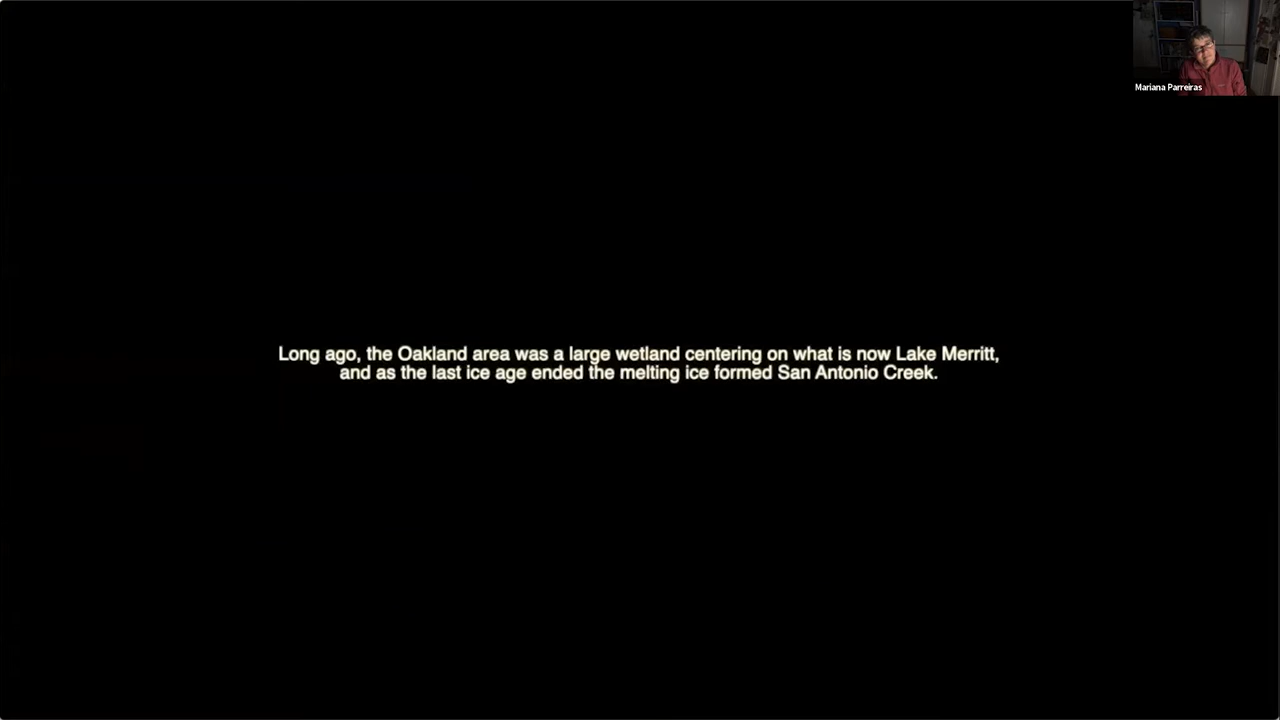 Mariana Parreiras
Long ago, the Oakland area was a large wetland centering on what is now Lake Merritt,
and as the last ice age ended the melting ice formed San Antonio Creek.